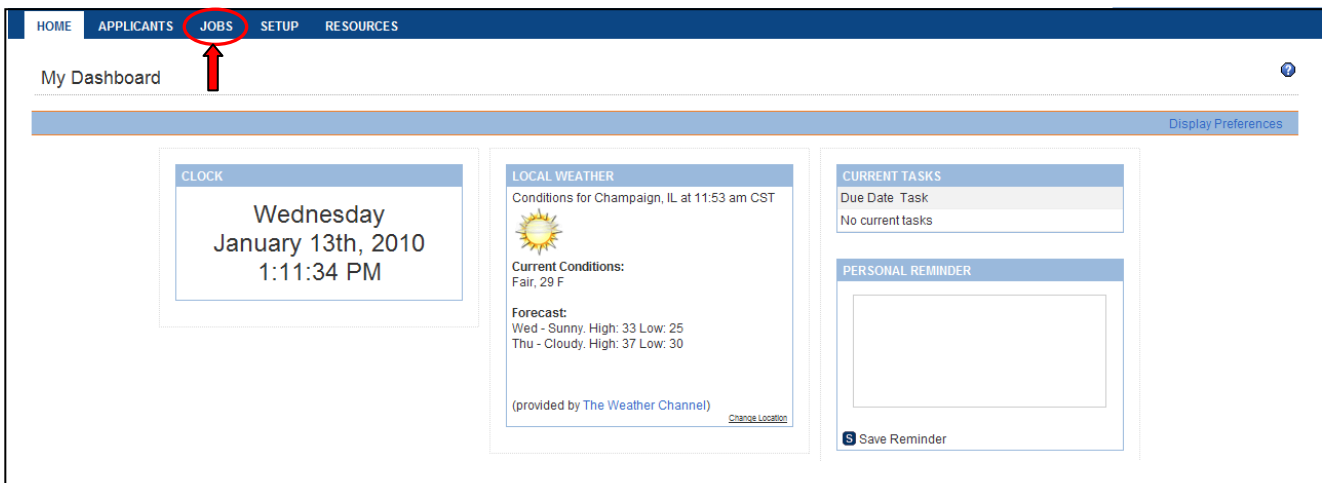 HOME APPLICANTS JOBS SETUP RESOURCES
My Dashboard
?
Display Preferences
CLOCK
Wednesday
January 13th, 2010
1:11:34 PM
LOCAL WEATHER
Conditions for Champaign, IL at 11:53 am CST
Current Conditions:
Fair, 29 F
Forecast:
Wed - Sunny. High: 33 Low: 25
Thu - Cloudy. High: 37 Low: 30
(provided by The Weather Channel)
Change Location
CURRENT TASKS
Due Date Task
No current tasks
PERSONAL REMINDER
S Save Reminder